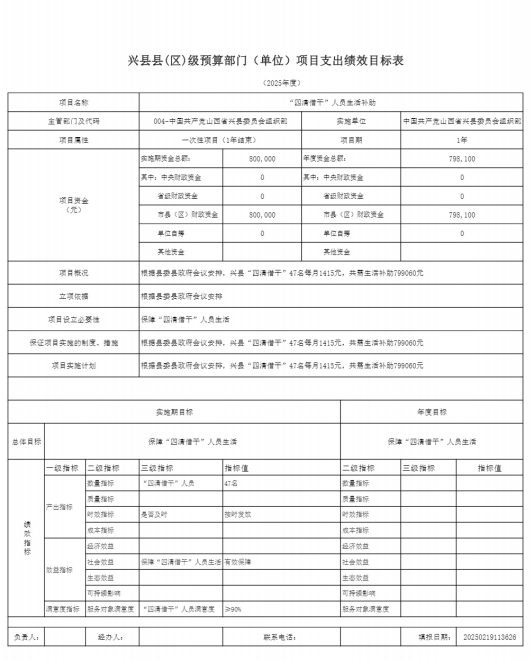 兴县县(区)级预算部门（单位）项目支出绩效目标表
（2025年度）
项目名称 “四清借干”人员生活补助
主管部门及代码 004-中国共产党山西省兴县委员会组织部 实施单位 中国共产党山西省兴县委员会组织部
项目属性 一次性项目（1年结束） 项目期 1年
项目资金（元）
实施期资金总额： 800,000 年度资金总额： 798,100
其中：中央财政资金 0 其中：中央财政资金 0
省级财政资金 0 省级财政资金 0
市县（区）财政资金 800,000 市县（区）财政资金 798,100
单位自筹 0 单位自筹 0
其他资金 其他资金
项目概况 根据县委县政府会议安排，兴县“四清借干”47名每月1415元，共需生活补助799060元
立项依据 根据县委县政府会议安排
项目设立必要性 保障“四清借干”人员生活
保证项目实施的制度、措施 根据县委县政府会议安排，兴县“四清借干”47名每月1415元，共需生活补助799060元
项目实施计划 根据县委县政府会议安排，兴县“四清借干”47名每月1415元，共需生活补助799060元
实施期目标 年度目标
总体目标 保障“四清借干”人员生活 保障“四清借干”人员生活
绩效指标
一级指标 二级指标 三级指标 指标值 二级指标 三级指标 指标值
产出指标
数量指标 “四清借干”人员 47名 数量指标
质量指标 质量指标
时效指标 是否及时 按时发放 时效指标
成本指标 成本指标
效益指标
经济效益 经济效益
社会效益 保障“四清借干”人员生活 有效保障 社会效益
生态效益 生态效益
可持续影响 可持续影响
满意度指标 服务对象满意度 “四清借干”人员满意度 ≥90% 服务对象满意度
负责人： 经办人： 联系电话： 填报日期： 20250219113626